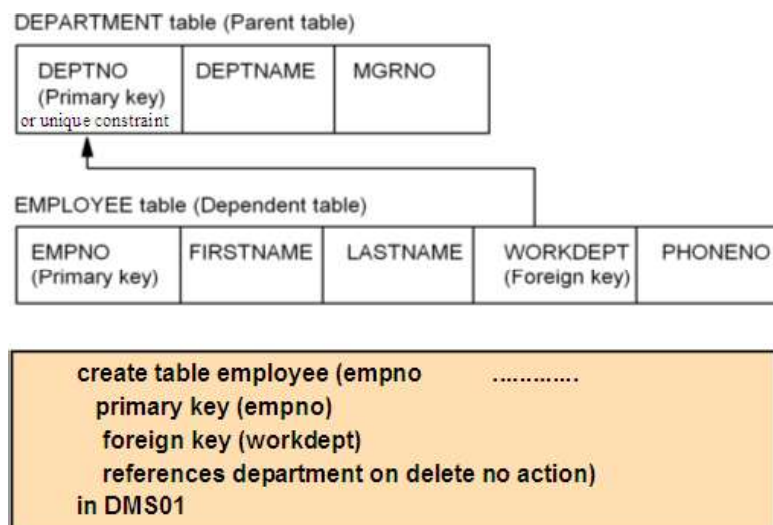 DEPARTMENT table (Parent table)
DEPTNO DEPTNAME MGRNO
(Primary key)
or unique constraint
EMPLOYEE table (Dependent table)
EMPNO FIRSTNAME LASTNAME WORKDEPT PHONENO
(Primary key) (Foreign key)
create table employee (empno .............
primary key (empno)
foreign key (workdept)
references department on delete no action)
in DMS01